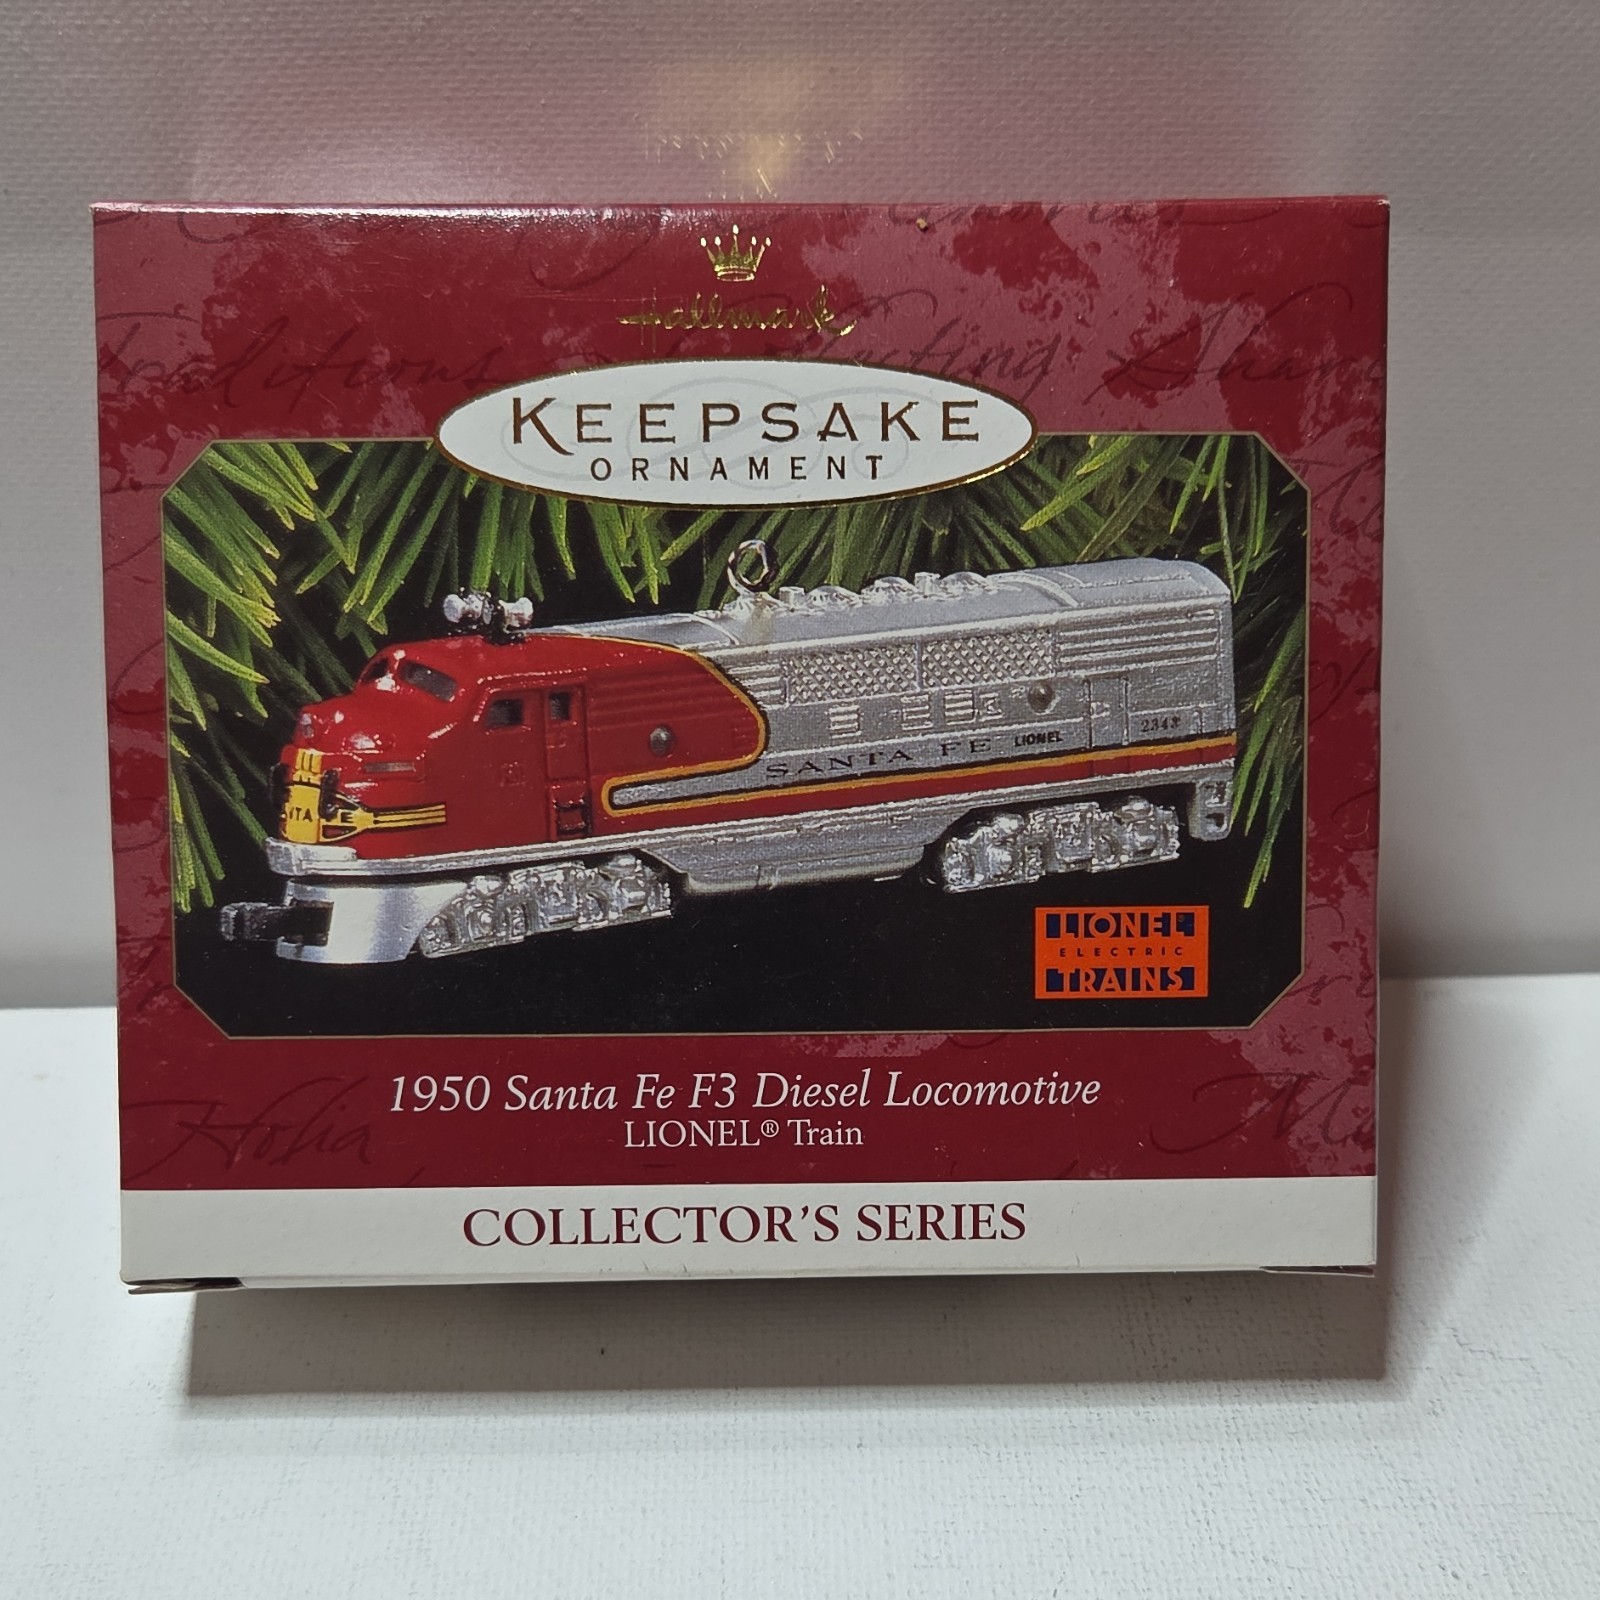 Hallmark
KEEPSAKE
ORNAMENT
Traditions
SANTA FE LIONEL 2343
LIONEL
ELECTRIC
TRAINS
1950 Santa Fe F3 Diesel Locomotive
LIONEL® Train
COLLECTOR'S SERIES